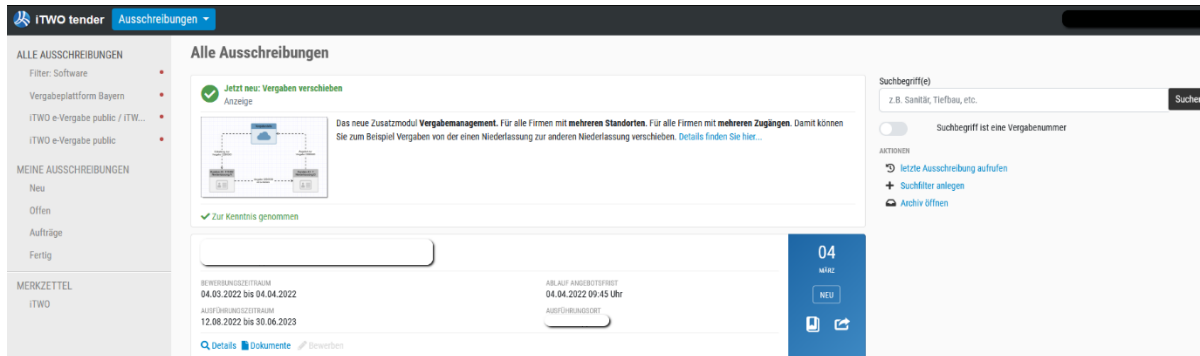 iTWO tender Ausschreibungen
ALLE AUSSCHREIBUNGEN
Filter: Software
Vergabeplattform Bayern
iTWO e-Vergabe public / iTW...
iTWO e-Vergabe public
MEINE AUSSCHREIBUNGEN
Neu
Offen
Aufträge
Fertig
MERKZETTEL
iTWO
Alle Ausschreibungen
Jetzt neu: Vergaben verschieben
Anzeige
Das neue Zusatzmodul Vergabemanagement. Für alle Firmen mit mehreren Standorten. Für alle Firmen mit mehreren Zugängen. Damit können
Sie zum Beispiel Vergaben von der einen Niederlassung zur anderen Niederlassung verschieben. Details finden Sie hier...
Zur Kenntnis genommen
BEWERBUNGSZEITRAUM
04.03.2022 bis 04.04.2022
ABLAUF ANGEBOTSFRIST
04.04.2022 09:45 Uhr
AUSFÜHRUNGSZEITRAUM
12.08.2022 bis 30.06.2023
AUSFÜHRUNGSORT
Details Dokumente Bewerben
04
MÄRZ
NEU
Suchbegriff(e)
z.B. Sanitär, Tiefbau, etc.
Suchen
Suchbegriff ist eine Vergabenummer
AKTIONEN
letzte Ausschreibung aufrufen
Suchfilter anlegen
Archiv öffnen